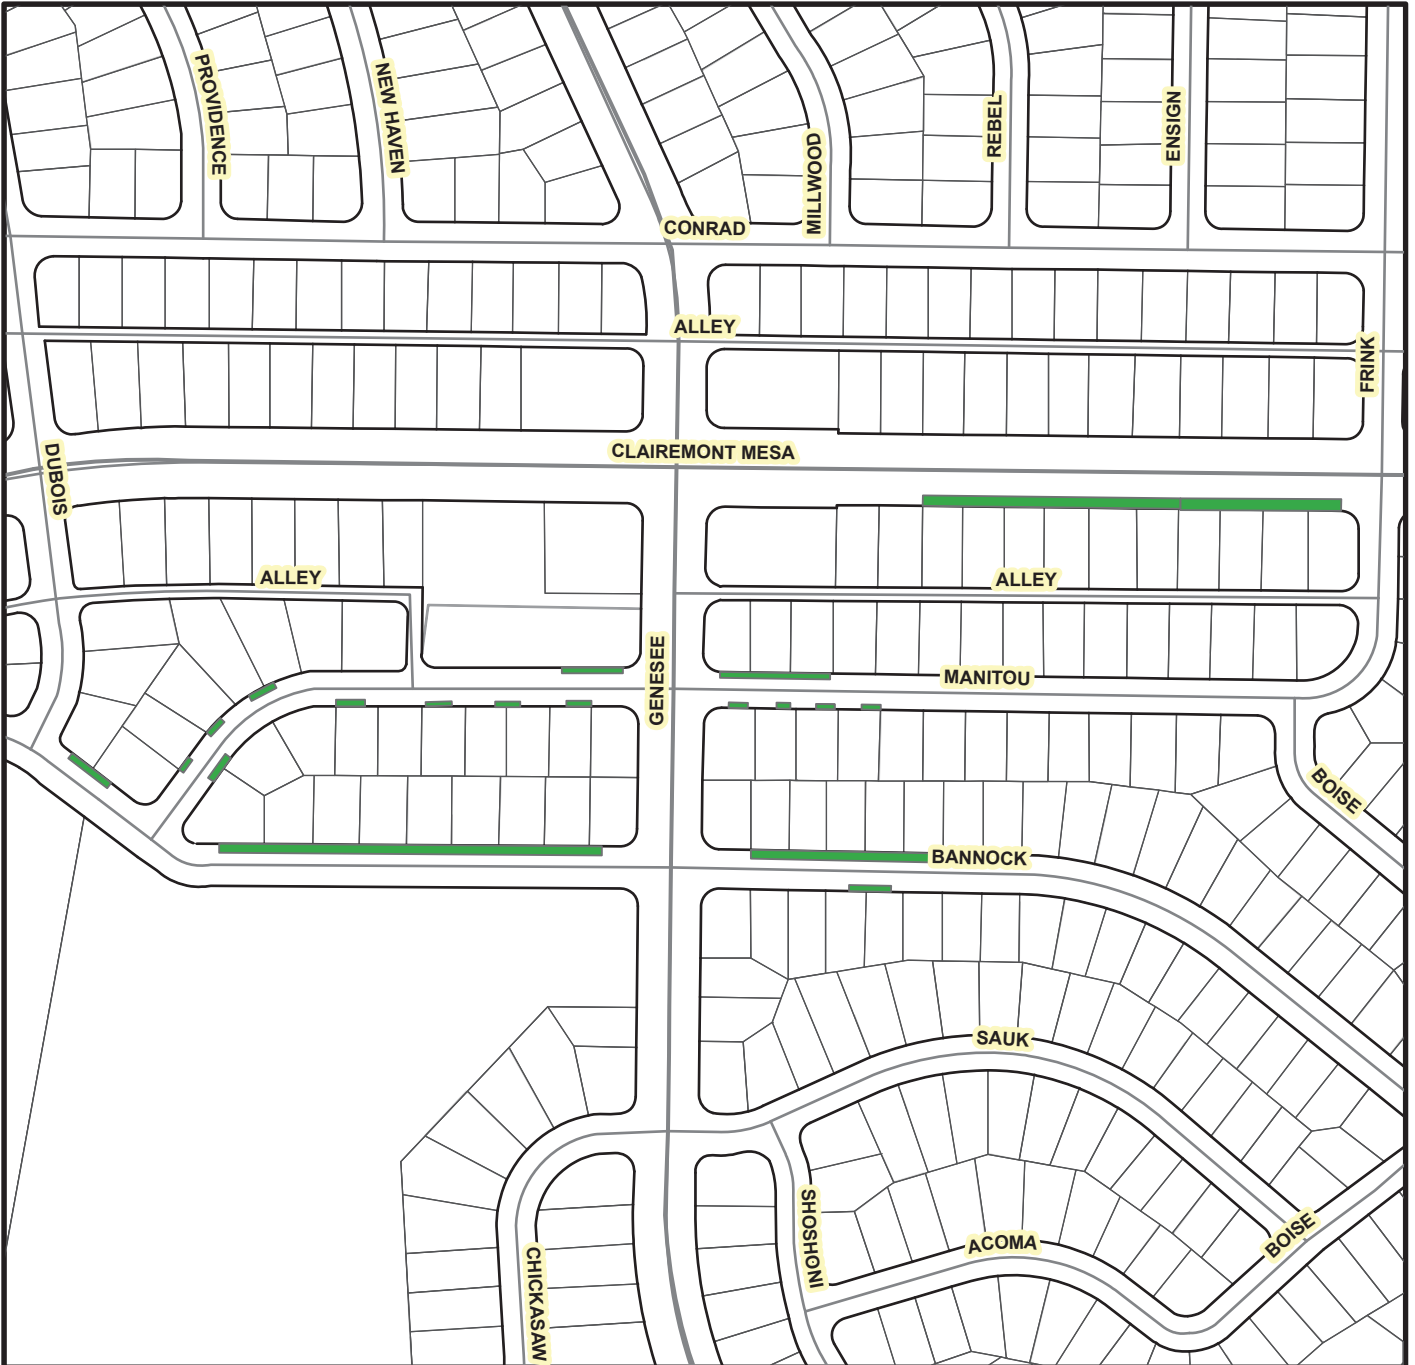 PROVIDENCE
NEW HAVEN
MILLWOOD
REBEL
ENSIGN
CONRAD
ALLEY
FRINK
CLAIREMONT MESA
DUBOIS
ALLEY
ALLEY
GENESEE
MANITOU
BOISE
BANNOCK
SAUK
SHOSHONI
ACOMA
BOISE
CHICKASAW